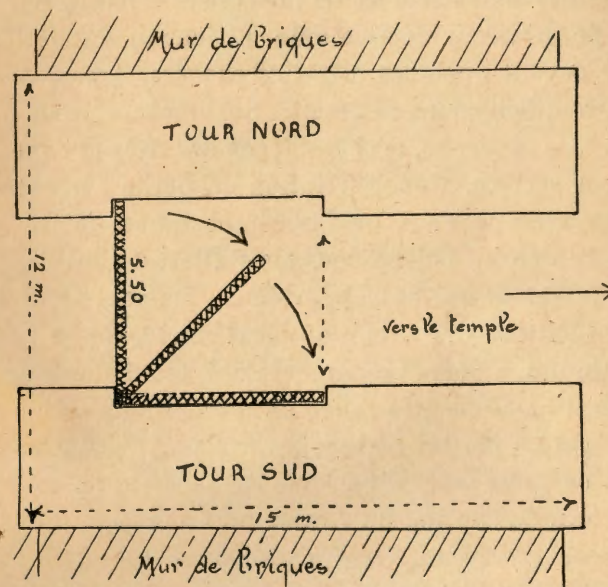 Mur de Briques
TOUR NORD
12 m.
5.50
vers le temple
TOUR SUD
15 m.
Mur de Briques